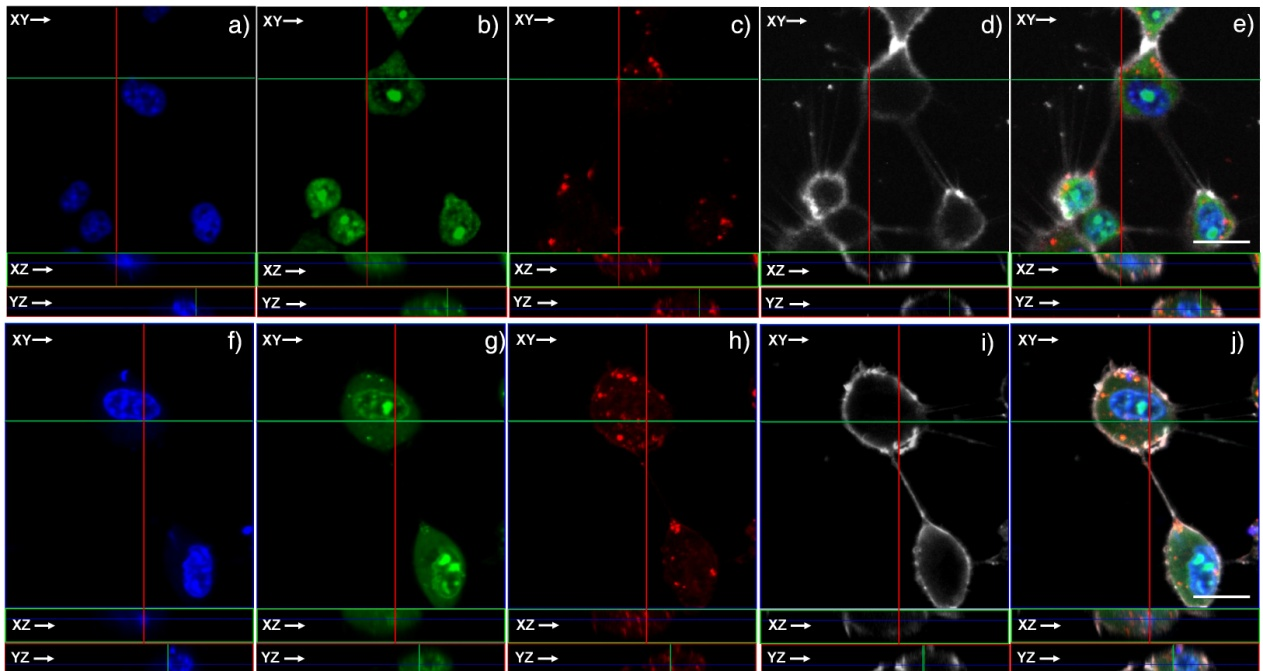 XY→ a) XY→ b) XY→ c) XY→ d) XY→ e)
XZ→ XZ→ XZ→ XZ→ XZ→
YZ→ YZ→ YZ→ YZ→ YZ→
XY→ f) XY→ g) XY→ h) XY→ i) XY→ j)
XZ→ XZ→ XZ→ XZ→ XZ→
YZ→ YZ→ YZ→ YZ→ YZ→